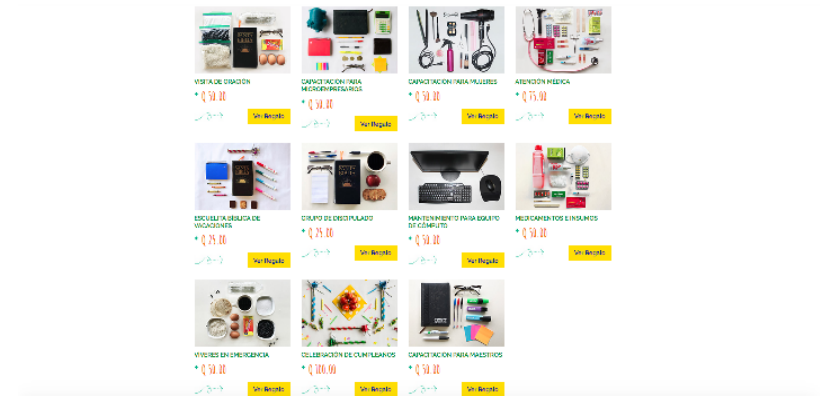 VISITA DE ORACIÓN
Q 50.00
Ver Regalo
CAPACITACIÓN PARA
MICROEMPRESARIOS
Q 50.00
Ver Regalo
CAPACITACIÓN PARA MUJERES
Q 50.00
Ver Regalo
ATENCIÓN MÉDICA
Q 75.00
Ver Regalo
ESCUELITA BÍBLICA DE
VACACIONES
Q 25.00
Ver Regalo
GRUPO DE DISCIPULADO
Q 25.00
Ver Regalo
MANTENIMIENTO PARA EQUIPO
DE CÓMPUTO
Q 50.00
Ver Regalo
MEDICAMENTOS E INSUMOS
Q 50.00
Ver Regalo
VÍVERES EN EMERGENCIA
Q 50.00
Ver Regalo
CELEBRACIÓN DE CUMPLEAÑOS
Q 100.00
Ver Regalo
CAPACITACIÓN PARA MAESTROS
Q 50.00
Ver Regalo